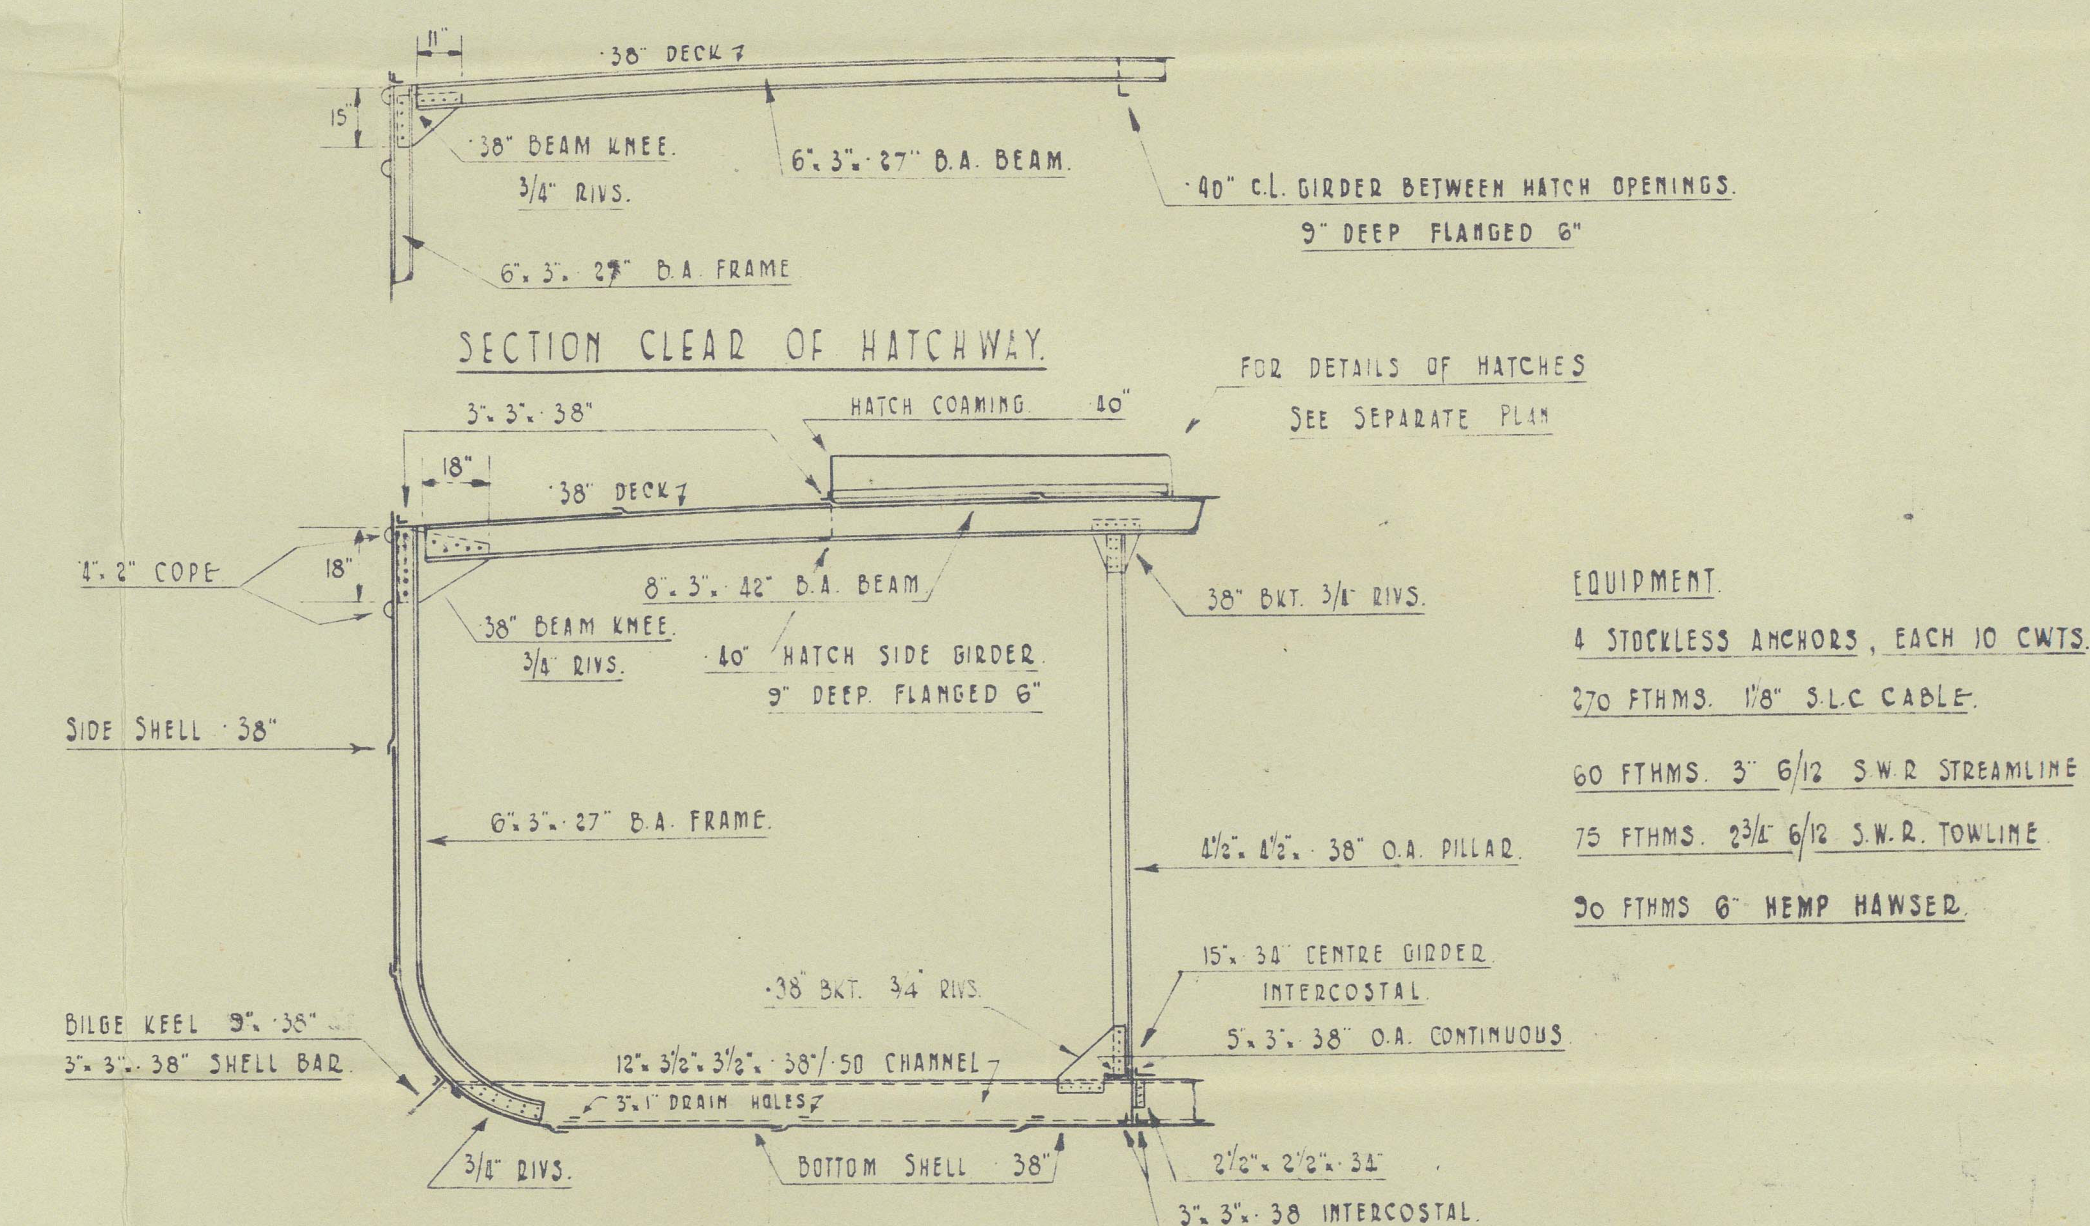 11"
·38" DECK
15"
·38" BEAM KNEE.
3/4" RIVS.
6"× 3"× ·27" B.A. BEAM.
·40" C.L. GIRDER BETWEEN HATCH OPENINGS.
9" DEEP FLANGED 6"
6"× 3"× ·27" B.A. FRAME
SECTION CLEAR OF HATCHWAY.
FOR DETAILS OF HATCHES
SEE SEPARATE PLAN
3"× 3"× ·38"
HATCH COAMING ·40"
18"
·38" DECK
4"× 2" COPE
18"
8"× 3"× ·42" B.A. BEAM
·38" BEAM KNEE.
3/4" RIVS.
·40" HATCH SIDE GIRDER.
9" DEEP. FLANGED 6"
38" BKT. 3/4" RIVS.
SIDE SHELL ·38"
6"× 3"× ·27" B.A. FRAME.
4½"× 4½"× ·38" O.A. PILLAR.
15"× ·34" CENTRE GIRDER.
INTERCOSTAL.
5"× 3"× ·38" O.A. CONTINUOUS
·38" BKT. 3/4" RIVS.
BILGE KEEL 9"× ·38"
3"× 3"× ·38" SHELL BAR.
12"× 3½"× 3½"× ·38"/·50 CHANNEL
3"× 1" DRAIN HOLES
3/4" RIVS.
BOTTOM SHELL ·38"
2½"× 2½"× ·34"
3"× 3"× ·38 INTERCOSTAL.
EQUIPMENT.
4 STOCKLESS ANCHORS, EACH 10 CWTS.
270 FTHMS. 1⅛" S.L.C CABLE.
60 FTHMS. 3" 6/12 S.W.R STREAMLINE
75 FTHMS. 2¾" 6/12 S.W.R. TOWLINE
90 FTHMS 6" HEMP HAWSER.